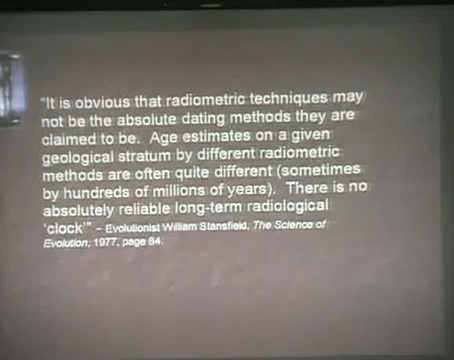 "It is obvious that radiometric techniques may
not be the absolute dating methods they are
claimed to be. Age estimates on a given
geological stratum by different radiometric
methods are often quite different (sometimes
by hundreds of millions of years). There is no
absolutely reliable long-term radiological
'clock'" - Evolutionist William Stansfield, The Science of
Evolution, 1977, page 84.